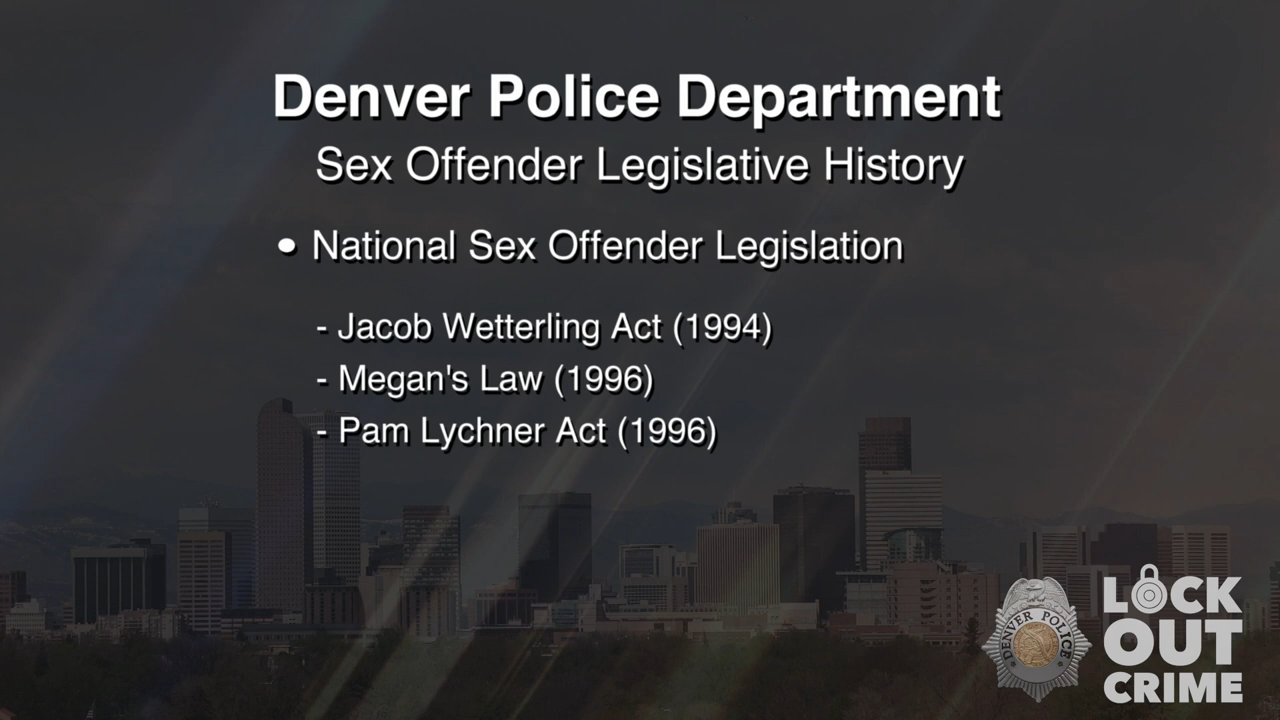 Denver Police Department
Sex Offender Legislative History
• National Sex Offender Legislation
- Jacob Wetterling Act (1994)
- Megan's Law (1996)
- Pam Lychner Act (1996)
DENVER POLICE
LOCK
OUT
CRIME